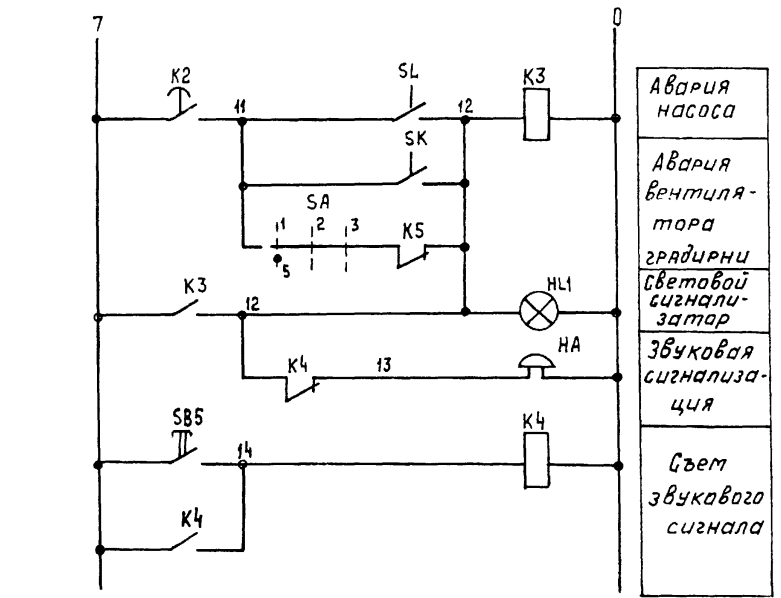 7
0
K2
11
SL
12
K3
Авария
насоса
SK
Авария
вентиля-
тора
градирни
SA
1
2
3
K5
5
K3
12
HL1
Световой
сигнали-
затор
K4
13
HA
Звуковая
сигнализа-
ция
SB5
14
K4
Съем
звукового
сигнала
K4